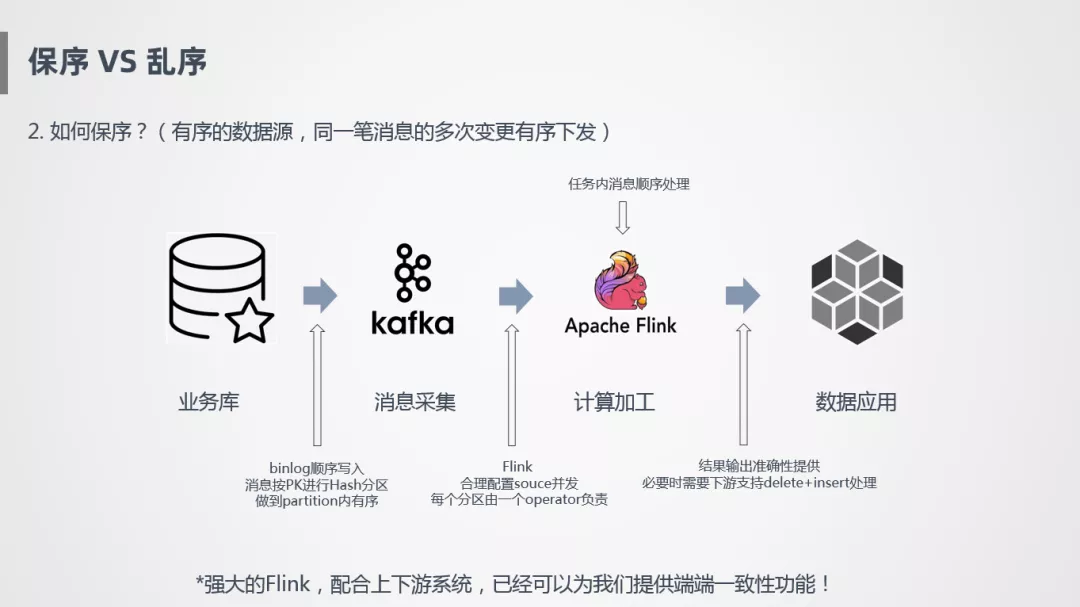 保序 VS 乱序
2. 如何保序？（有序的数据源，同一笔消息的多次变更有序下发）
任务内消息顺序处理
kafka
Apache Flink
业务库
消息采集
计算加工
数据应用
binlog顺序写入
消息按PK进行Hash分区
做到partition内有序
Flink
合理配置souce并发
每个分区由一个operator负责
结果输出准确性提供
必要时需要下游支持delete+insert处理
*强大的Flink，配合上下游系统，已经可以为我们提供端端一致性功能！